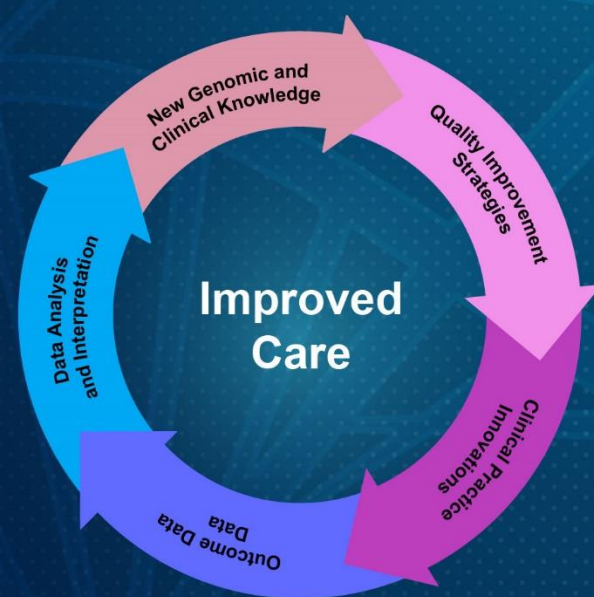 New Genomic and
Clinical Knowledge
Quality Improvement
Strategies
Clinical Practice
Innovations
Outcome Data
Data
Data Analysis
and Interpretation
Improved
Care